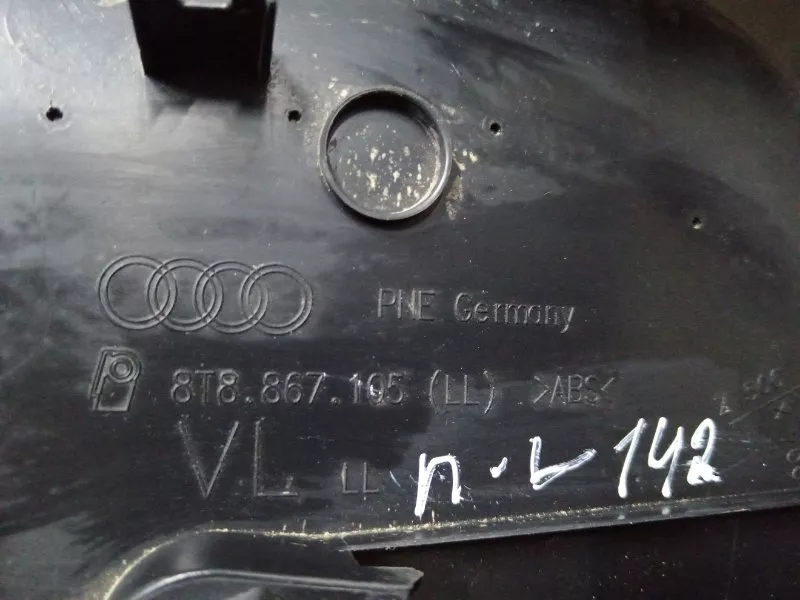 PNE Germany
8T8.867.105 (LL) >ABS<
VL LL п.L 142